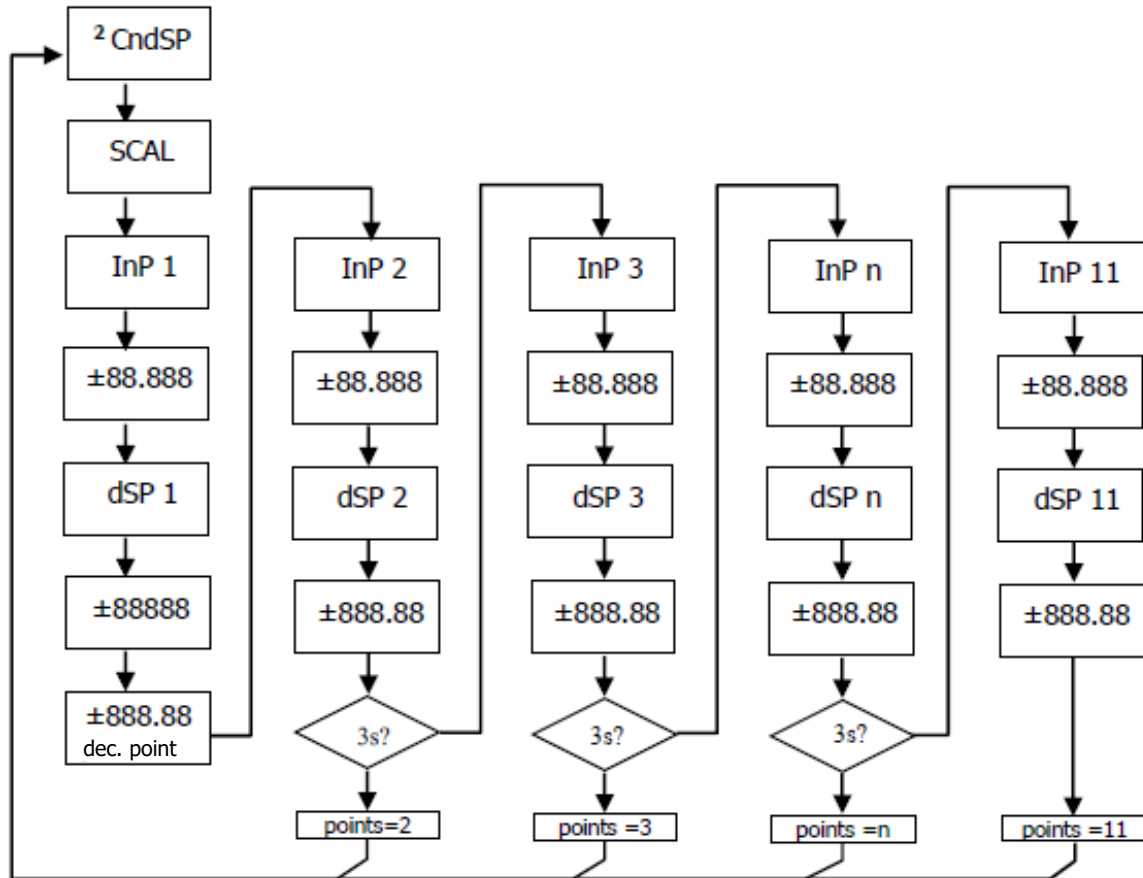 ² CndSP
SCAL
InP 1
±88.888
dSP 1
±88888
±888.88
dec. point
InP 2
±88.888
dSP 2
±888.88
3s?
points=2
InP 3
±88.888
dSP 3
±888.88
3s?
points =3
InP n
±88.888
dSP n
±888.88
3s?
points =n
InP 11
±88.888
dSP 11
±888.88
points =11